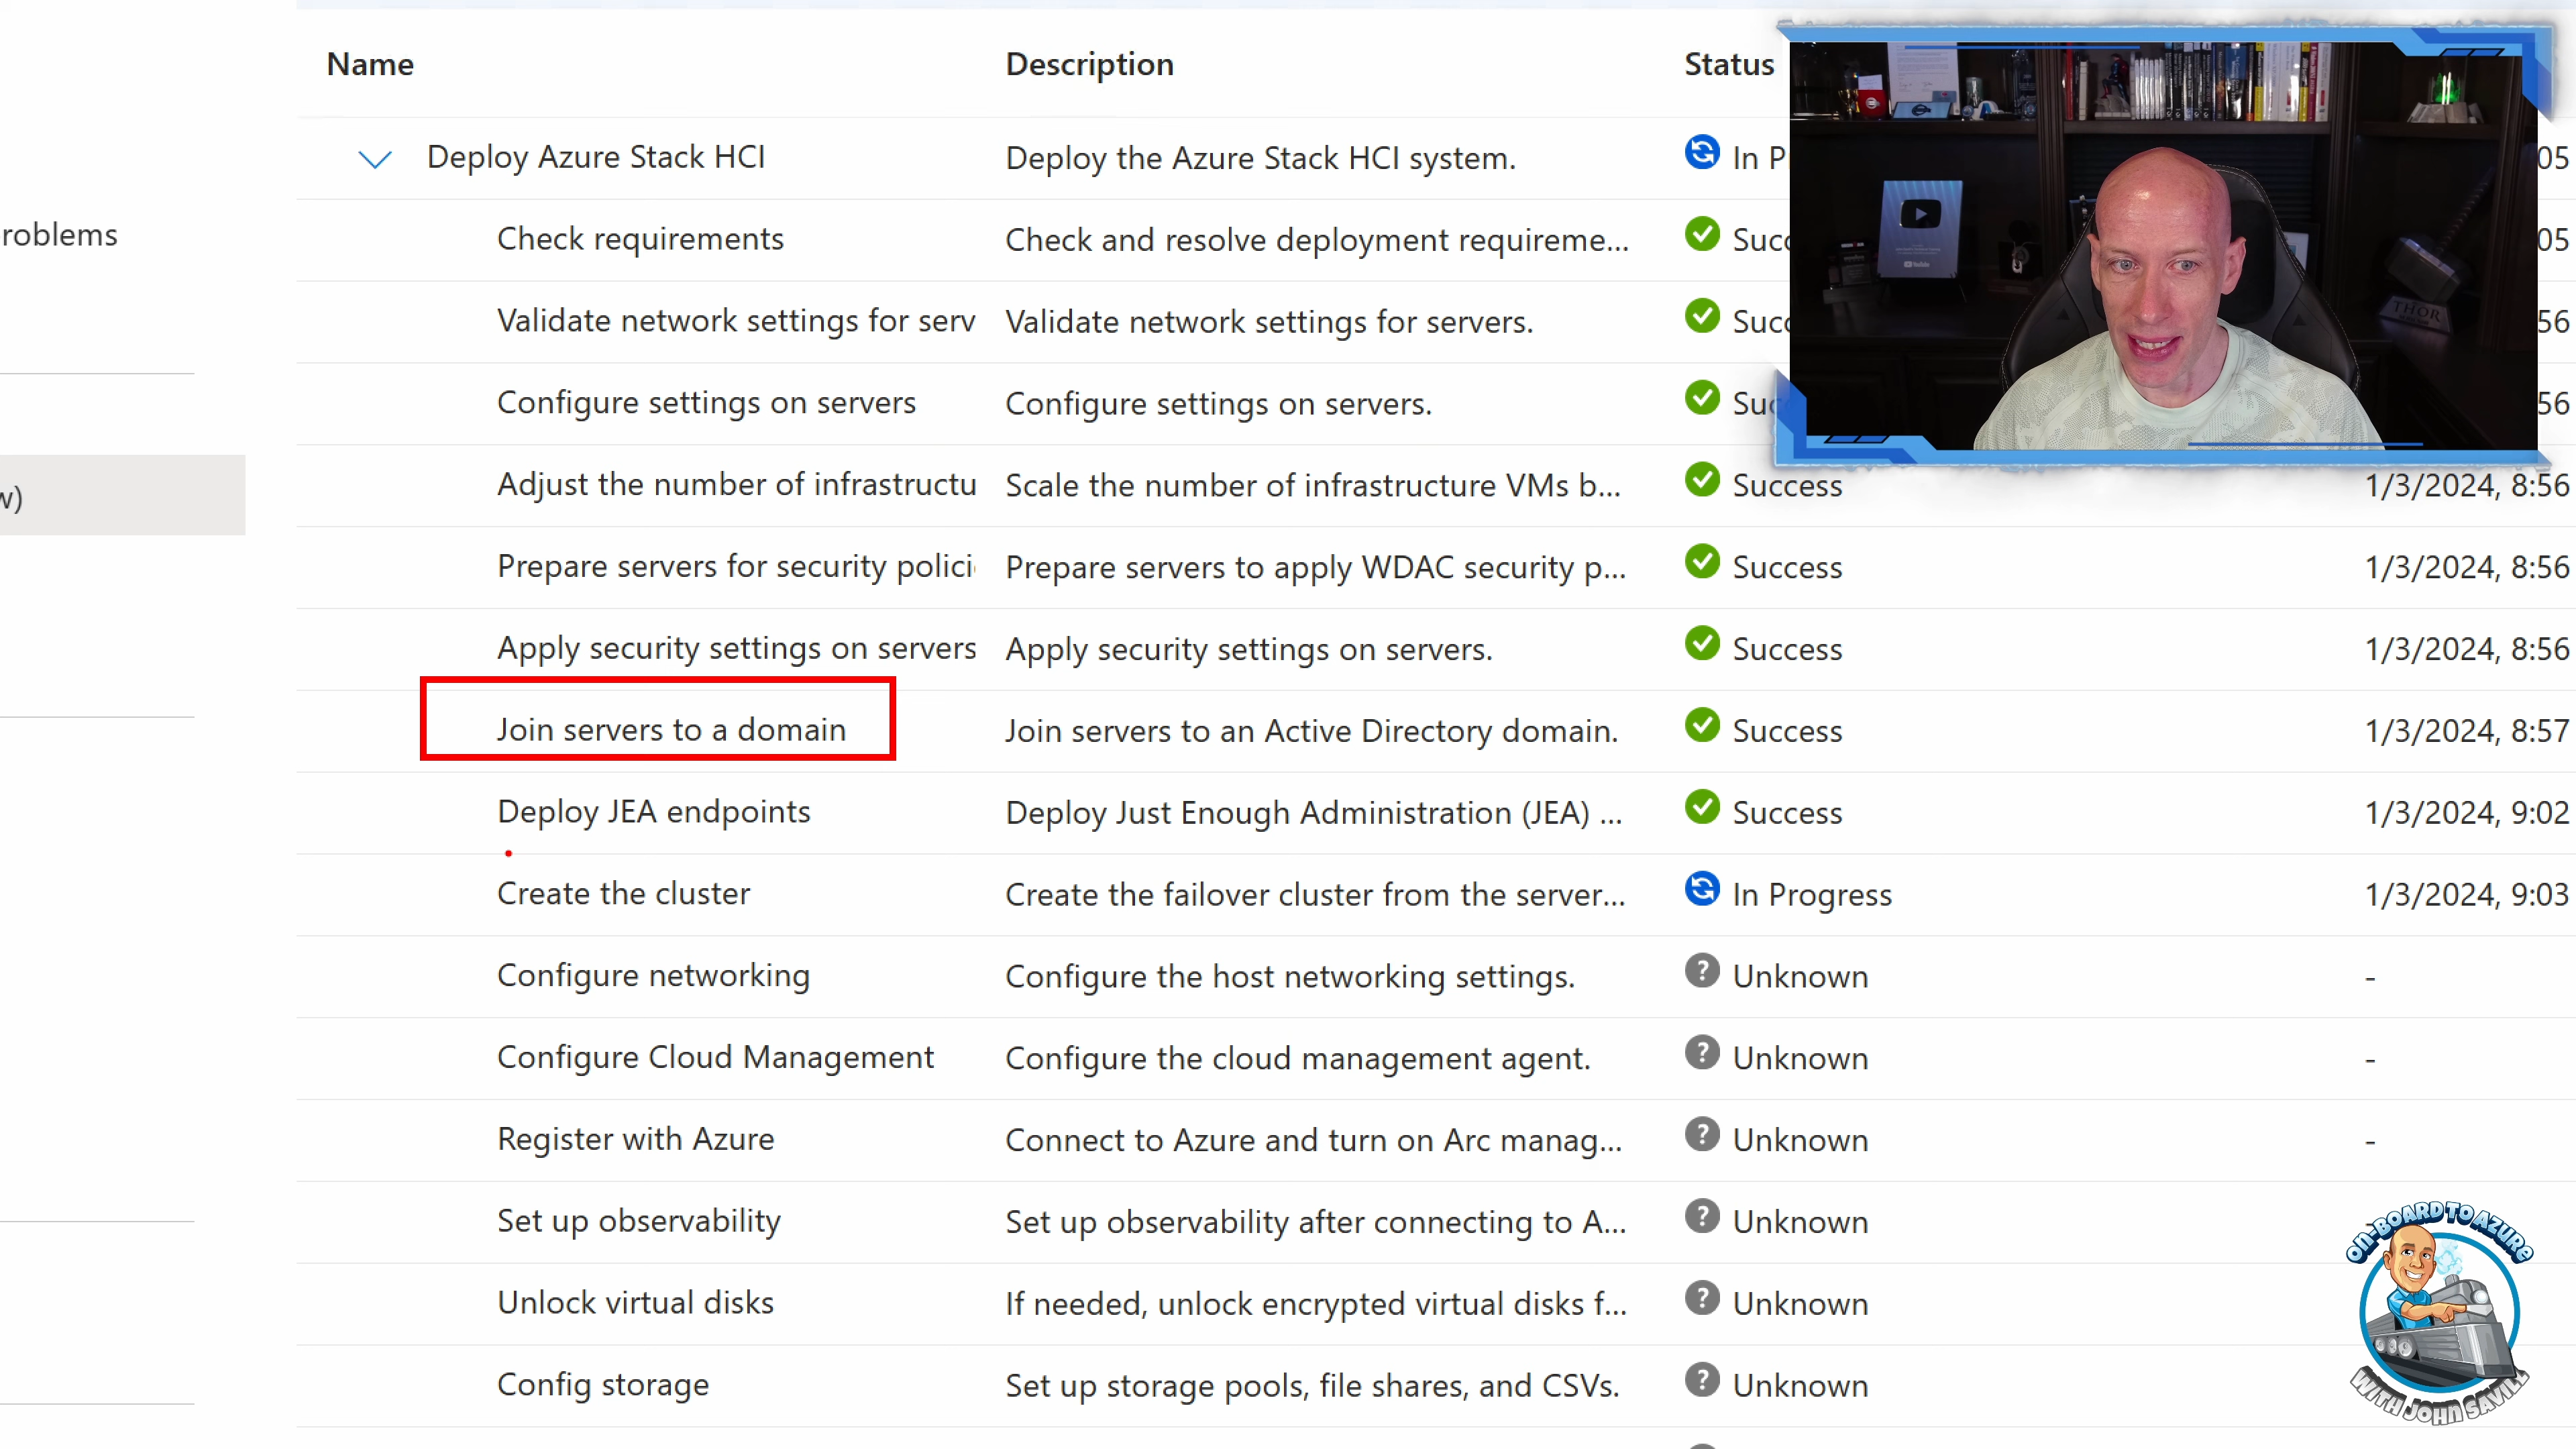 Name Description Status
Deploy Azure Stack HCI Deploy the Azure Stack HCI system. In P 05
roblems
Check requirements Check and resolve deployment requireme... Succ 05
Validate network settings for serv Validate network settings for servers. Succ 56
Configure settings on servers Configure settings on servers. Suc 56
w)
Adjust the number of infrastructu Scale the number of infrastructure VMs b... Success 1/3/2024, 8:56
Prepare servers for security polici Prepare servers to apply WDAC security p... Success 1/3/2024, 8:56
Apply security settings on servers Apply security settings on servers. Success 1/3/2024, 8:56
Join servers to a domain Join servers to an Active Directory domain. Success 1/3/2024, 8:57
Deploy JEA endpoints Deploy Just Enough Administration (JEA) ... Success 1/3/2024, 9:02
Create the cluster Create the failover cluster from the server... In Progress 1/3/2024, 9:03
Configure networking Configure the host networking settings. Unknown -
Configure Cloud Management Configure the cloud management agent. Unknown -
Register with Azure Connect to Azure and turn on Arc manag... Unknown -
Set up observability Set up observability after connecting to A... Unknown
Unlock virtual disks If needed, unlock encrypted virtual disks f... Unknown
Config storage Set up storage pools, file shares, and CSVs. Unknown
YouTube
THOR
ON-BOARD TO AZURE
WITH JOHN SAVILL